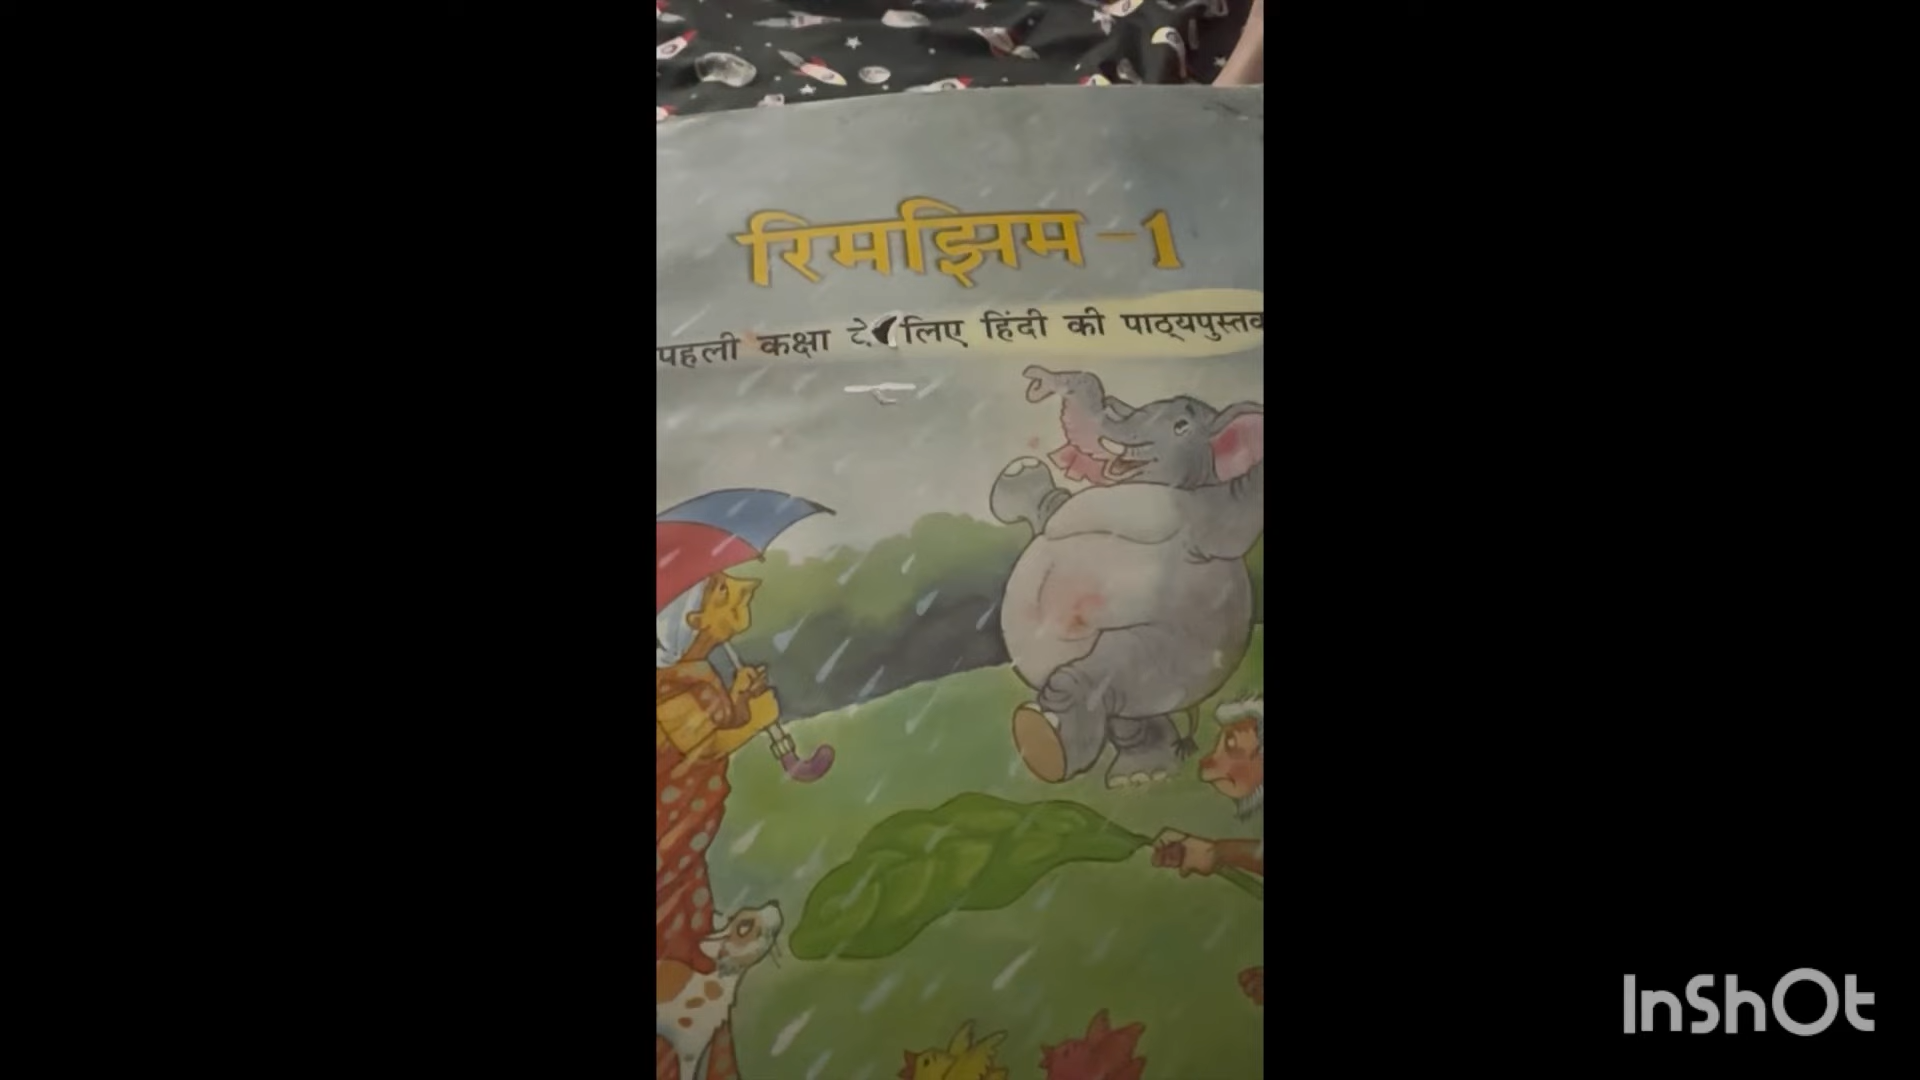 रिमझिम -1
पहली कक्षा के लिए हिंदी की पाठ्यपुस्तक
InShOt